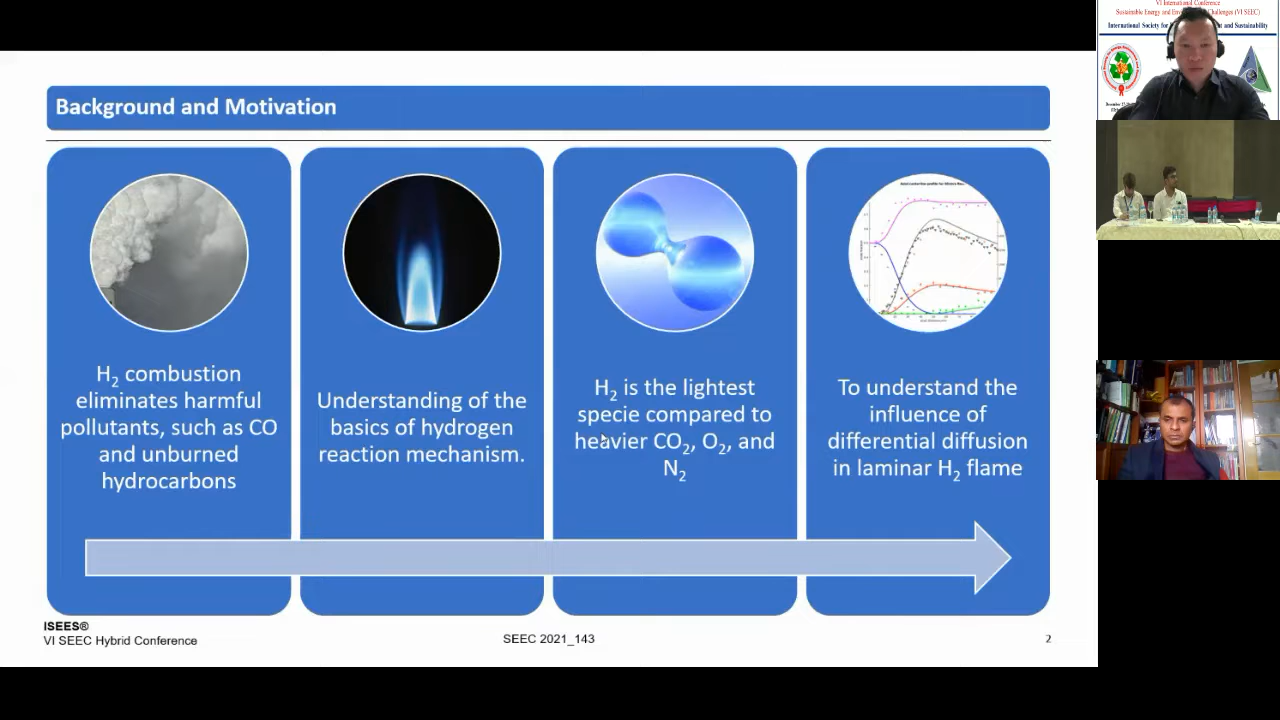 Background and Motivation
H2 combustion
eliminates harmful
pollutants, such as CO
and unburned
hydrocarbons
Understanding of the
basics of hydrogen
reaction mechanism.
H2 is the lightest
specie compared to
heavier CO2, O2, and
N2
To understand the
influence of
differential diffusion
in laminar H2 flame
ISEES®
VI SEEC Hybrid Conference
SEEC 2021_143
2
VI International Conference
Sustainable Energy and Challenges (VI SEEC)
International Society for and Sustainability